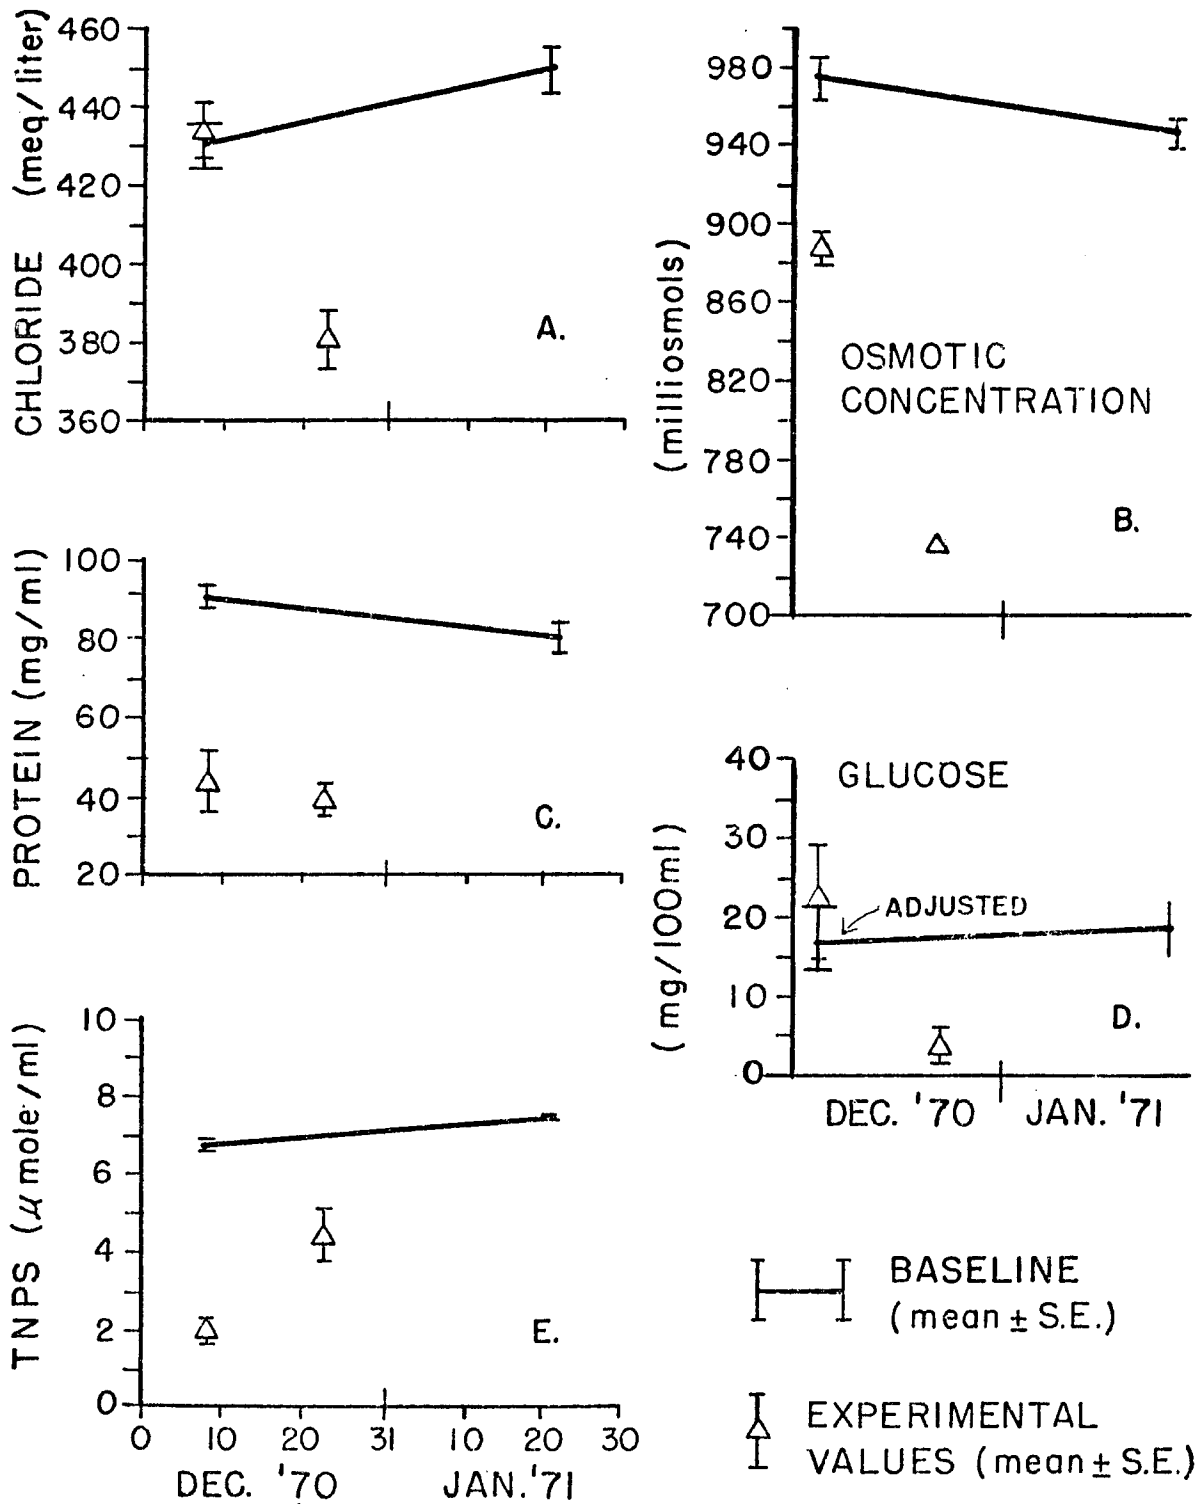 CHLORIDE (meq/liter)
460
440
420
400
380
360
A.
(milliosmols)
980
940
900
860
820
780
740
700
OSMOTIC
CONCENTRATION
B.
PROTEIN (mg/ml)
100
80
60
40
20
C.
(mg/100ml)
40
30
20
10
0
GLUCOSE
ADJUSTED
D.
DEC. '70 JAN. '71
TNPS (μmole/ml)
10
8
6
4
2
0
E.
0 10 20 31 10 20 30
DEC. '70 JAN. '71
BASELINE
(mean ± S.E.)
EXPERIMENTAL
VALUES (mean ± S.E.)